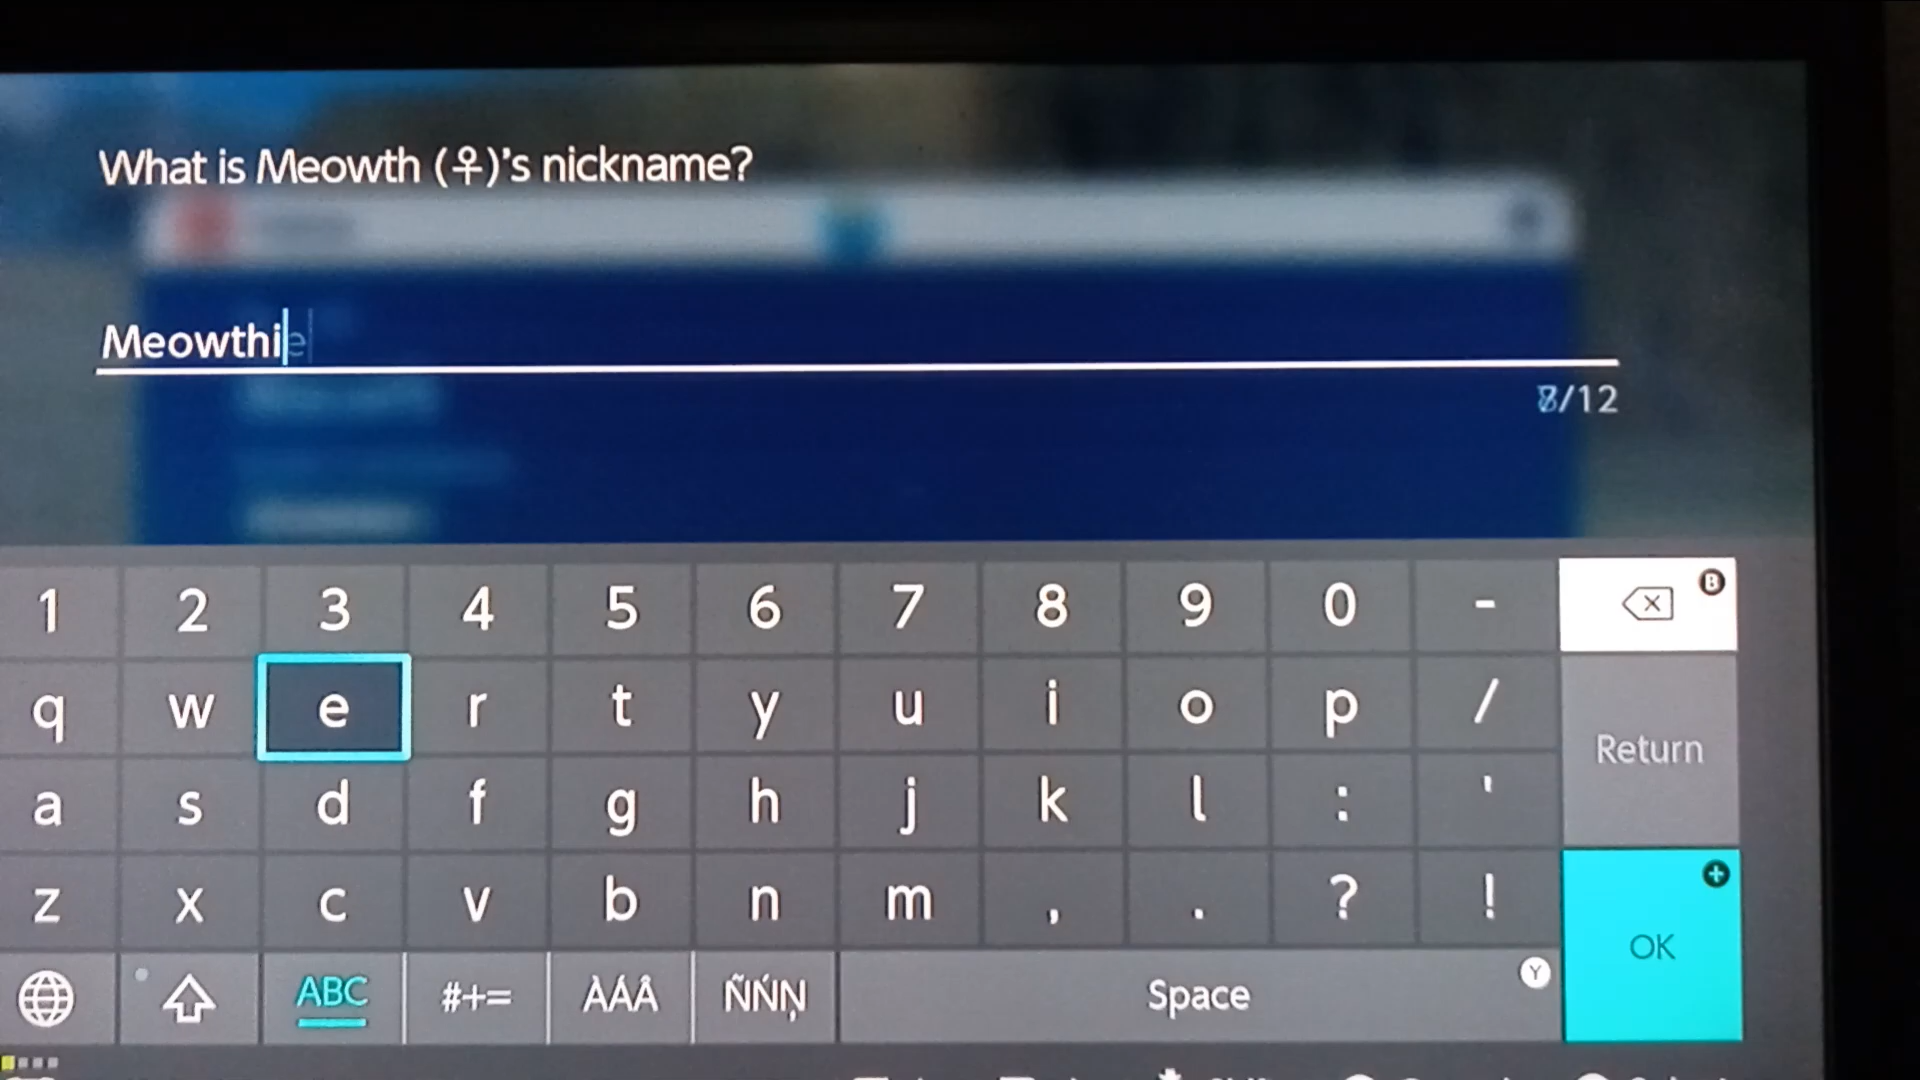 What is Meowth (♀)'s nickname?
Meowthie
8/12
1 2 3 4 5 6 7 8 9 0 - B
q w e r t y u i o p /
Return
a s d f g h j k l : '
z x c v b n m , . ? ! +
OK
ABC #+= ÀÁÂ ÑŃŅ Space Y